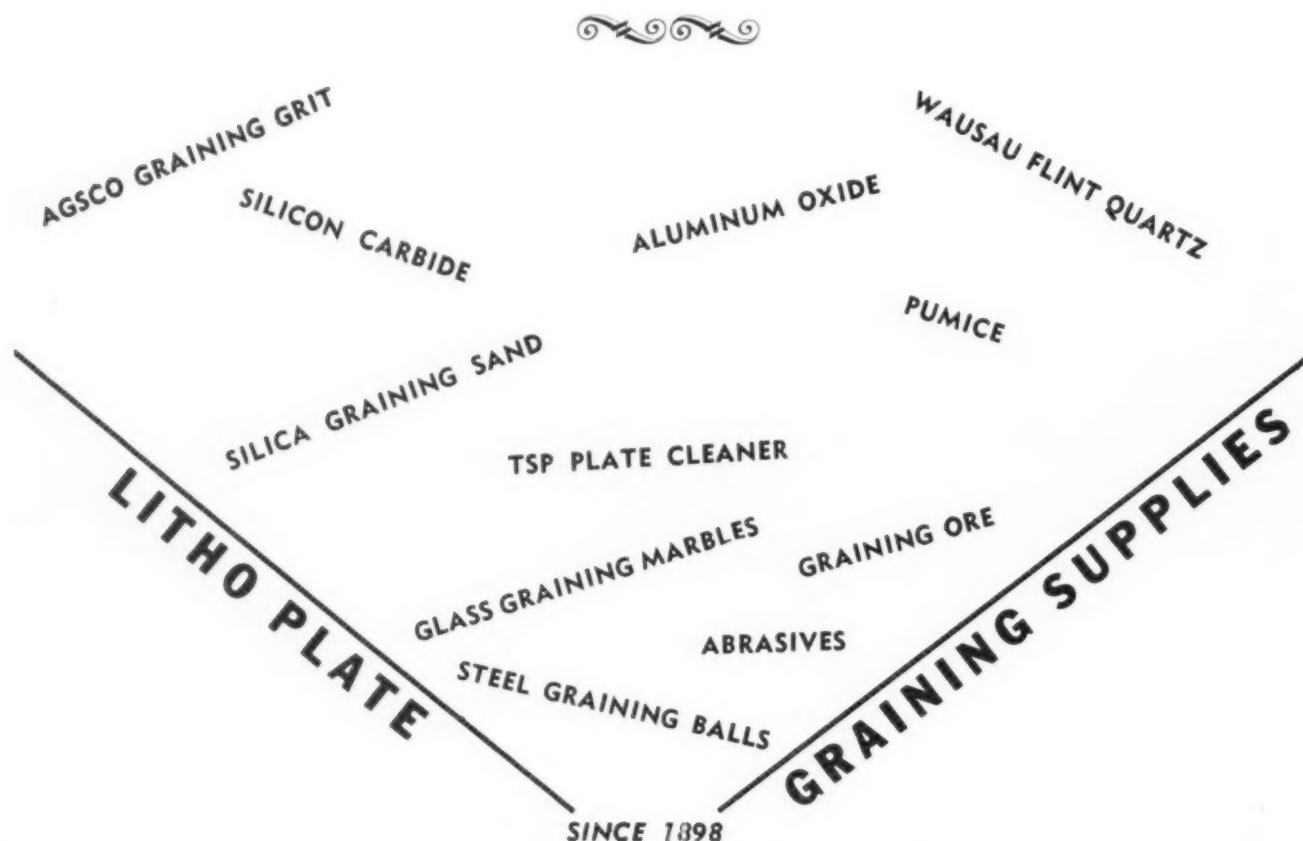 AGSCO GRAINING GRIT
WAUSAU FLINT QUARTZ
SILICON CARBIDE
ALUMINUM OXIDE
PUMICE
SILICA GRAINING SAND
TSP PLATE CLEANER
LITHO PLATE
GRAINING SUPPLIES
GLASS GRAINING MARBLES
GRAINING ORE
ABRASIVES
STEEL GRAINING BALLS
SINCE 1898